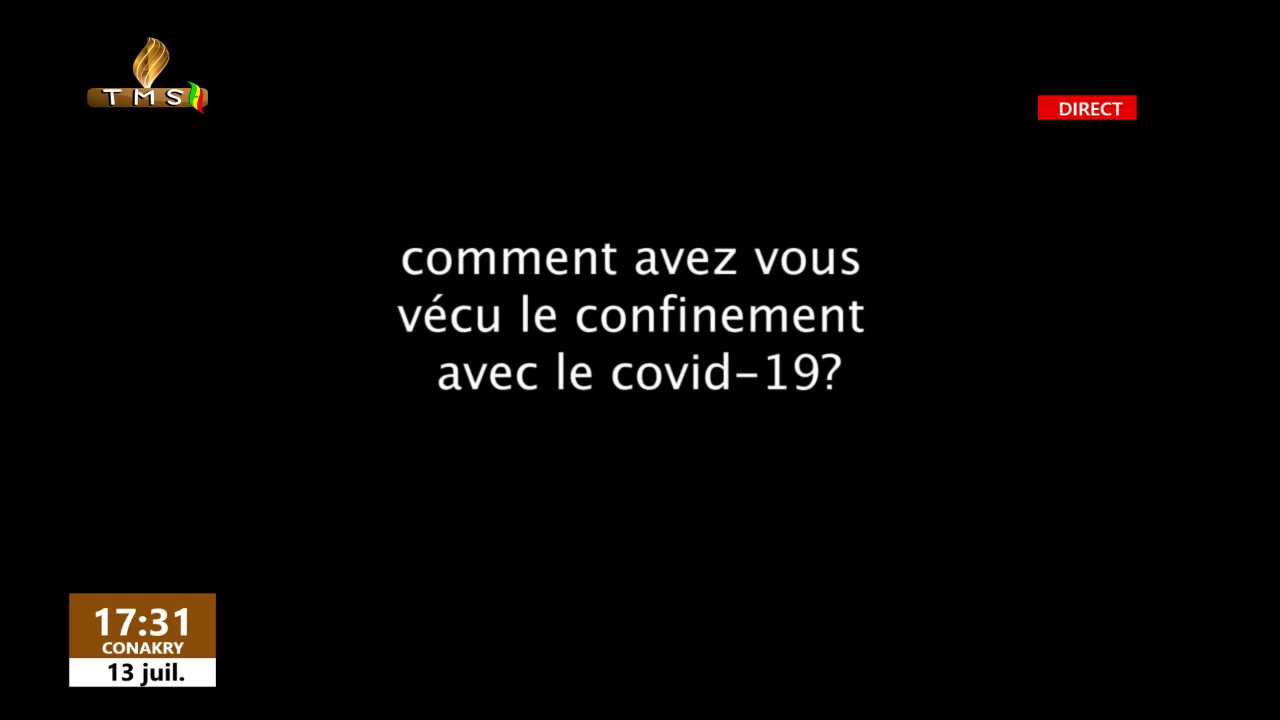 TMS
DIRECT
comment avez vous
vécu le confinement
avec le covid-19?
17:31
CONAKRY
13 juil.